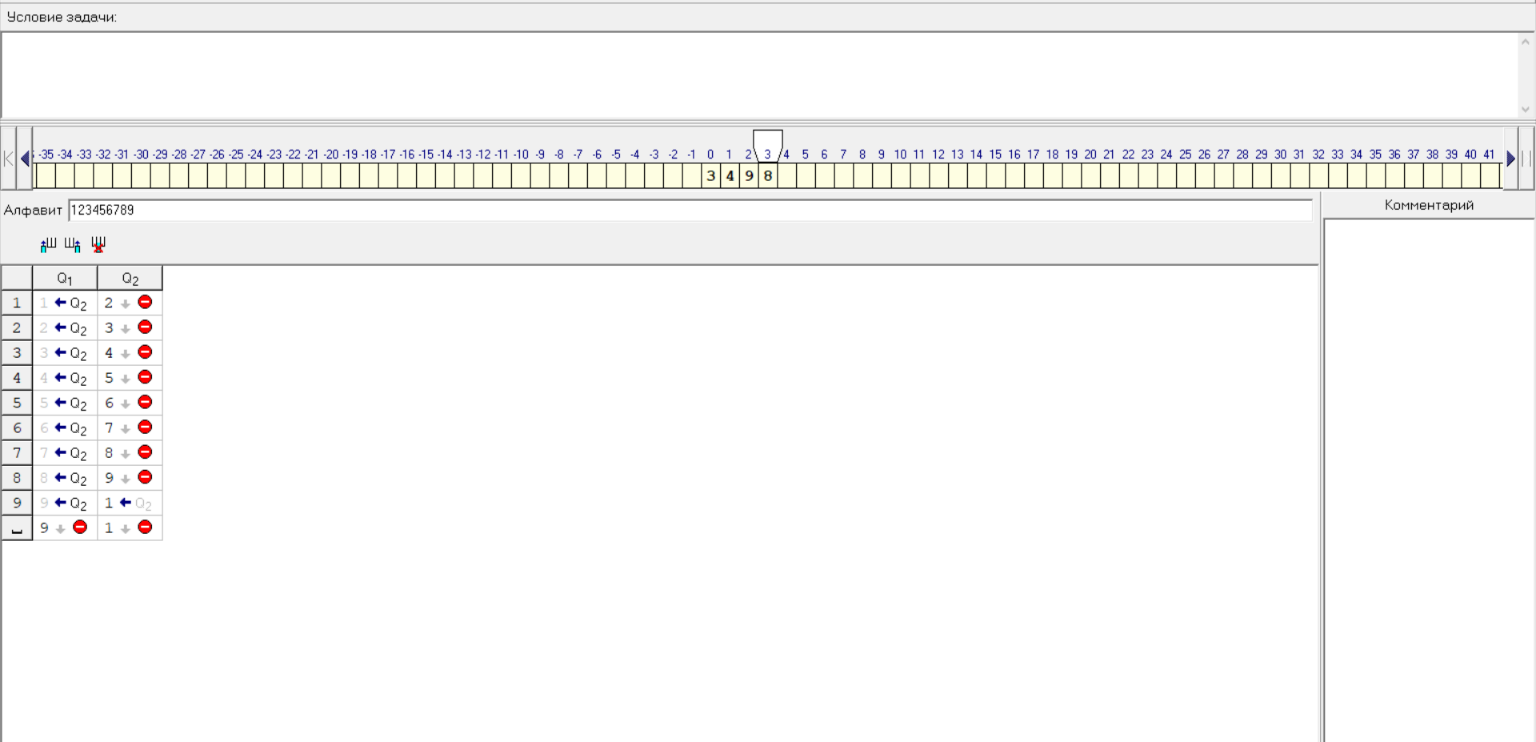 Условие задачи:
-35 -34 -33 -32 -31 -30 -29 -28 -27 -26 -25 -24 -23 -22 -21 -20 -19 -18 -17 -16 -15 -14 -13 -12 -11 -10 -9 -8 -7 -6 -5 -4 -3 -2 -1 0 1 2 3 4 5 6 7 8 9 10 11 12 13 14 15 16 17 18 19 20 21 22 23 24 25 26 27 28 29 30 31 32 33 34 35 36 37 38 39 40 41
3 4 9 8
Алфавит 123456789
Комментарий
Q1 Q2
1 1 ← Q2 2 ↓
2 2 ← Q2 3 ↓
3 3 ← Q2 4 ↓
4 4 ← Q2 5 ↓
5 5 ← Q2 6 ↓
6 6 ← Q2 7 ↓
7 7 ← Q2 8 ↓
8 8 ← Q2 9 ↓
9 9 ← Q2 1 ← Q2
␣ 9 ↓ 1 ↓